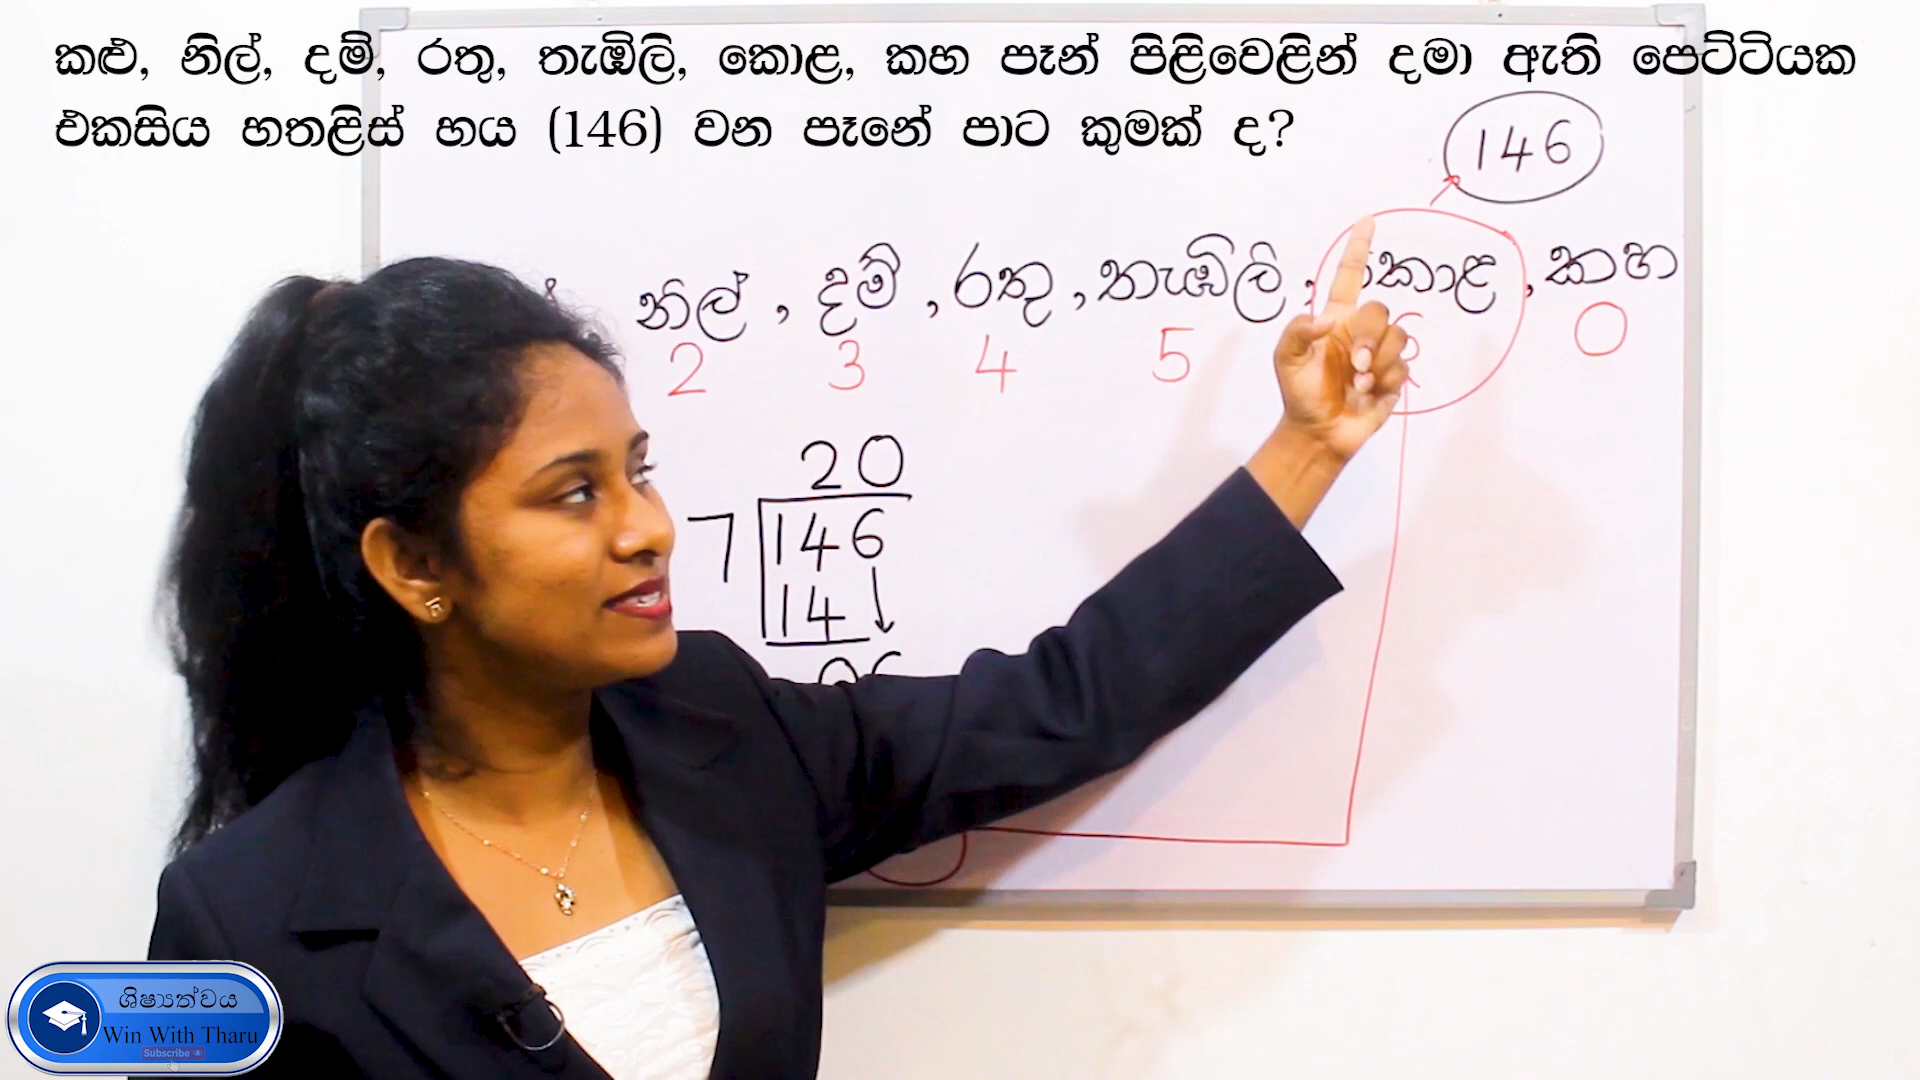 කළු, නිල්, දම්, රතු, තැඹිලි, කොළ, කහ පෑන් පිළිවෙළින් දමා ඇති පෙට්ටියක
එකසිය හතළිස් හය (146) වන පෑනේ පාට කුමක් ද?
146
නිල්, දම්, රතු, තැඹිලි, කොළ, කහ
2 3 4 5 0
20
7 146
14
06
ශිෂ්‍යත්වය
Win With Tharu
Subscribe